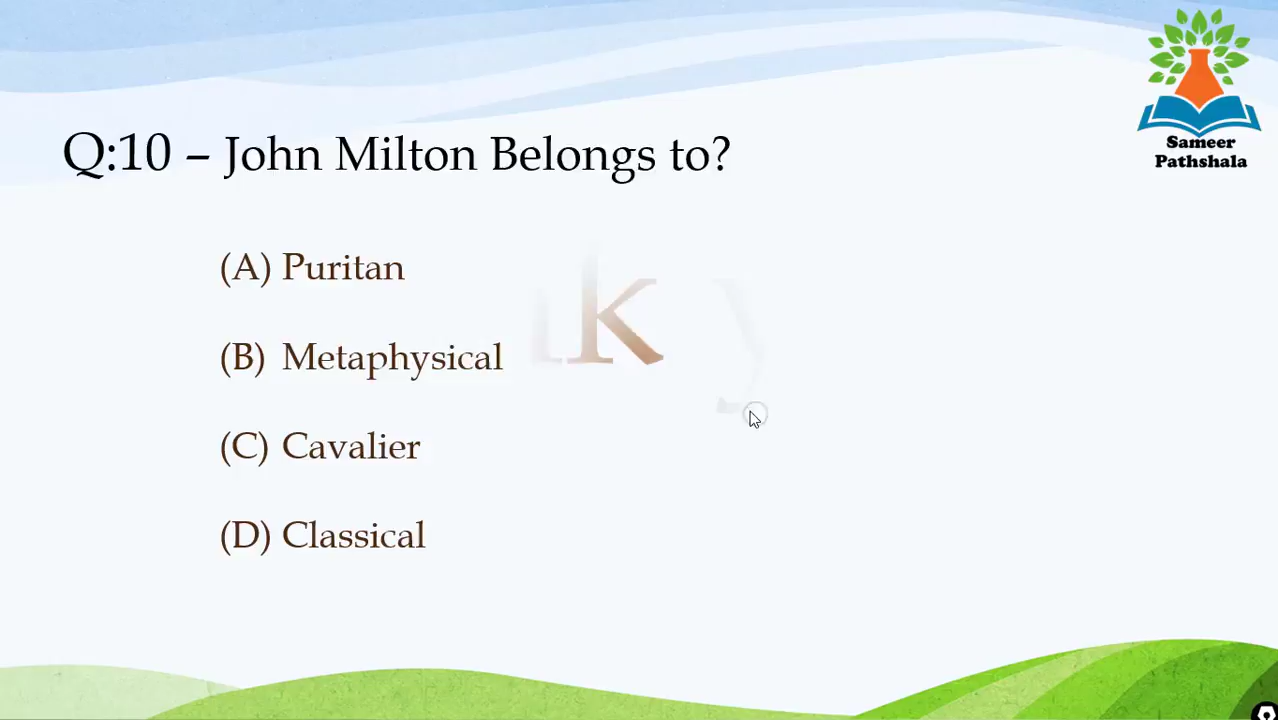 Q:10 – John Milton Belongs to?
(A) Puritan
(B) Metaphysical
(C) Cavalier
(D) Classical
k y
Sameer
Pathshala